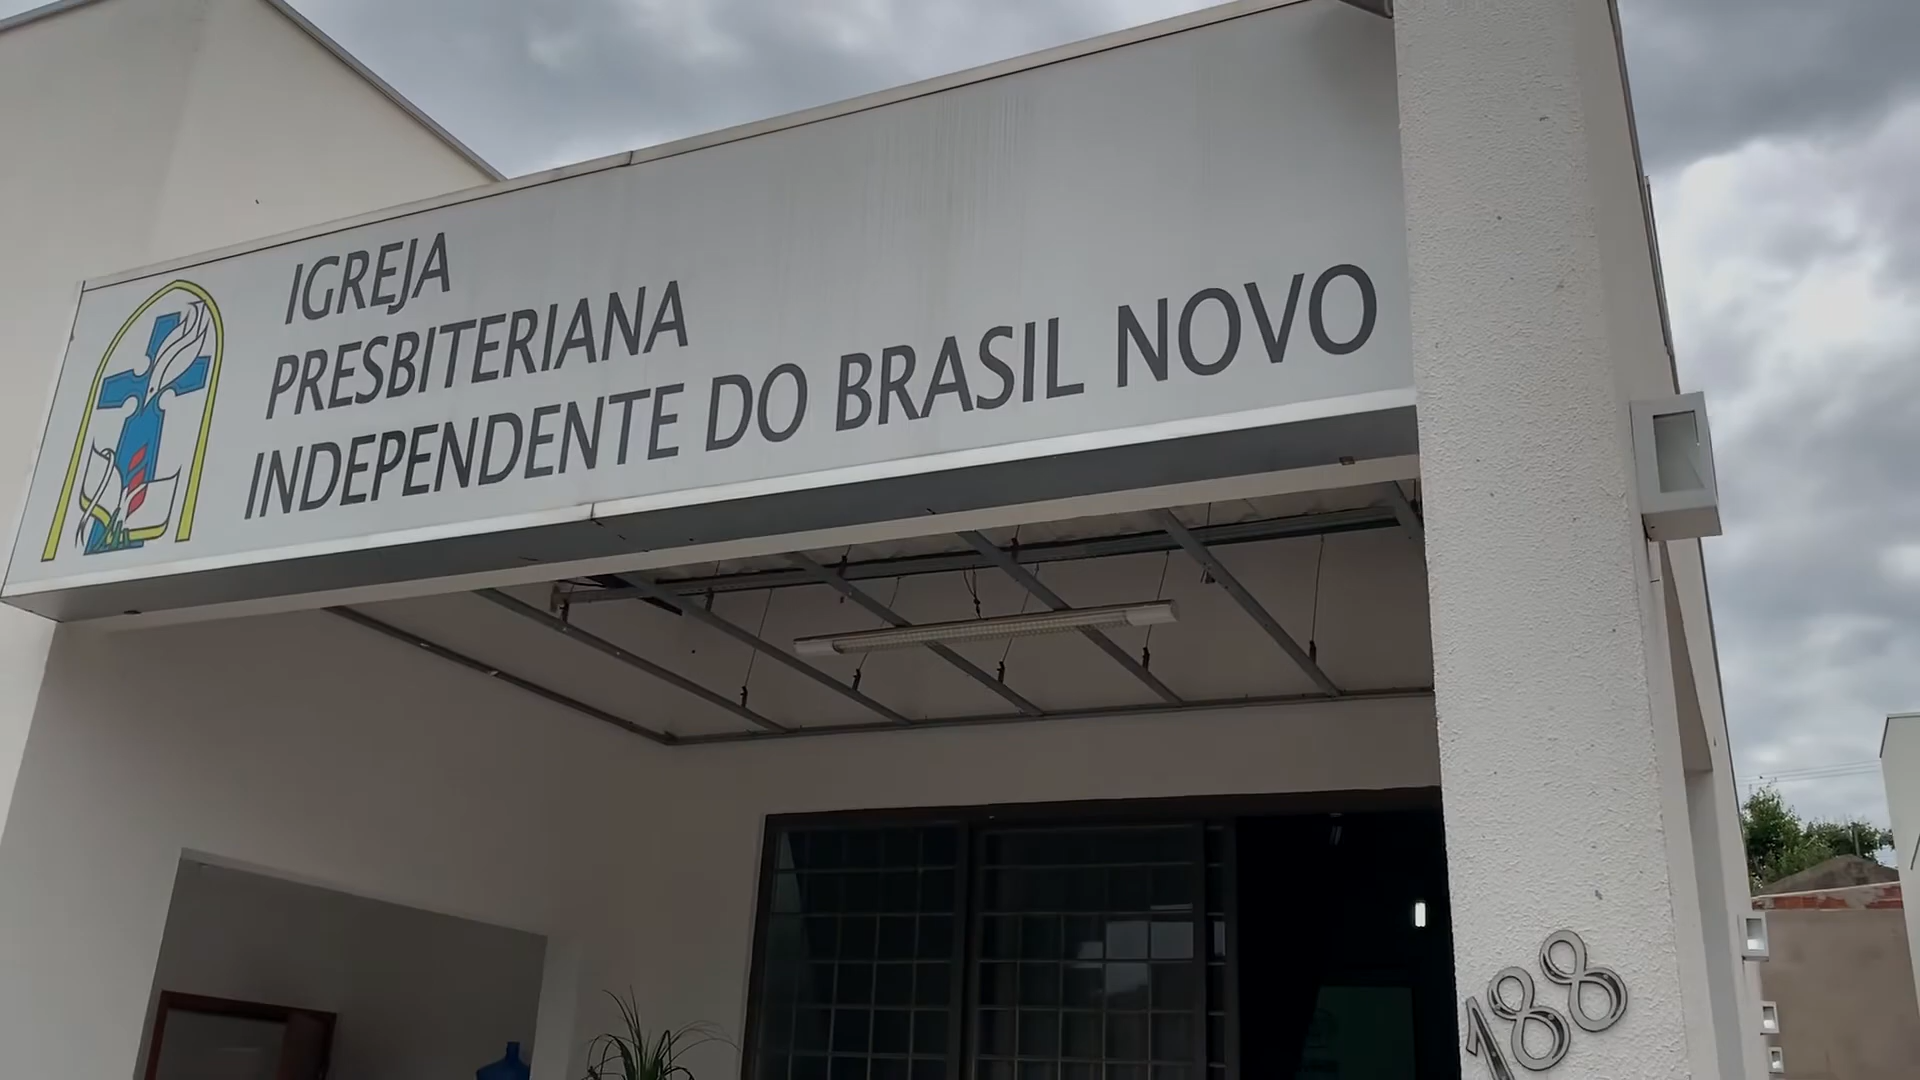 IGREJA
PRESBITERIANA
INDEPENDENTE DO BRASIL NOVO
188